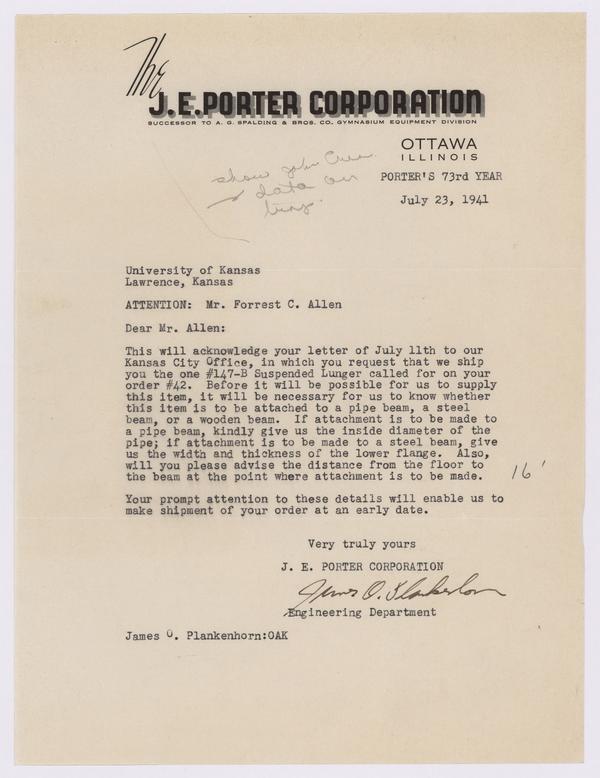 The
J.E. PORTER CORPORATION
SUCCESSOR TO A. G. SPALDING & BROS. CO. GYMNASIUM EQUIPMENT DIVISION
OTTAWA
ILLINOIS
PORTER'S 73rd YEAR
July 23, 1941
show John
data on
University of Kansas
Lawrence, Kansas
ATTENTION: Mr. Forrest C. Allen
Dear Mr. Allen:
This will acknowledge your letter of July 11th to our
Kansas City Office, in which you request that we ship
you the one #147-B Suspended Lunger called for on your
order #42. Before it will be possible for us to supply
this item, it will be necessary for us to know whether
this item is to be attached to a pipe beam, a steel
beam, or a wooden beam. If attachment is to be made to
a pipe beam, kindly give us the inside diameter of the
pipe; if attachment is to be made to a steel beam, give
us the width and thickness of the lower flange. Also,
will you please advise the distance from the floor to
the beam at the point where attachment is to be made.
16'
Your prompt attention to these details will enable us to
make shipment of your order at an early date.
Very truly yours
J. E. PORTER CORPORATION
James O. Plankenhorn
Engineering Department
James O. Plankenhorn:OAK